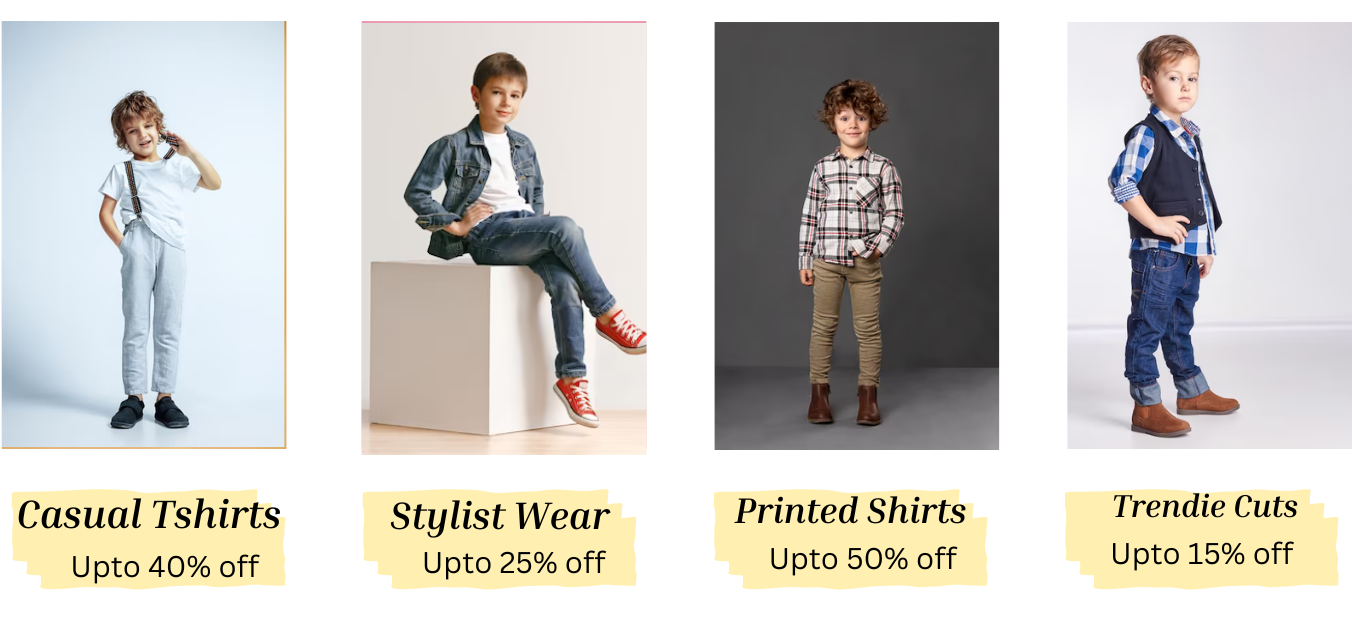 Casual Tshirts
Upto 40% off
Stylist Wear
Upto 25% off
Printed Shirts
Upto 50% off
Trendie Cuts
Upto 15% off